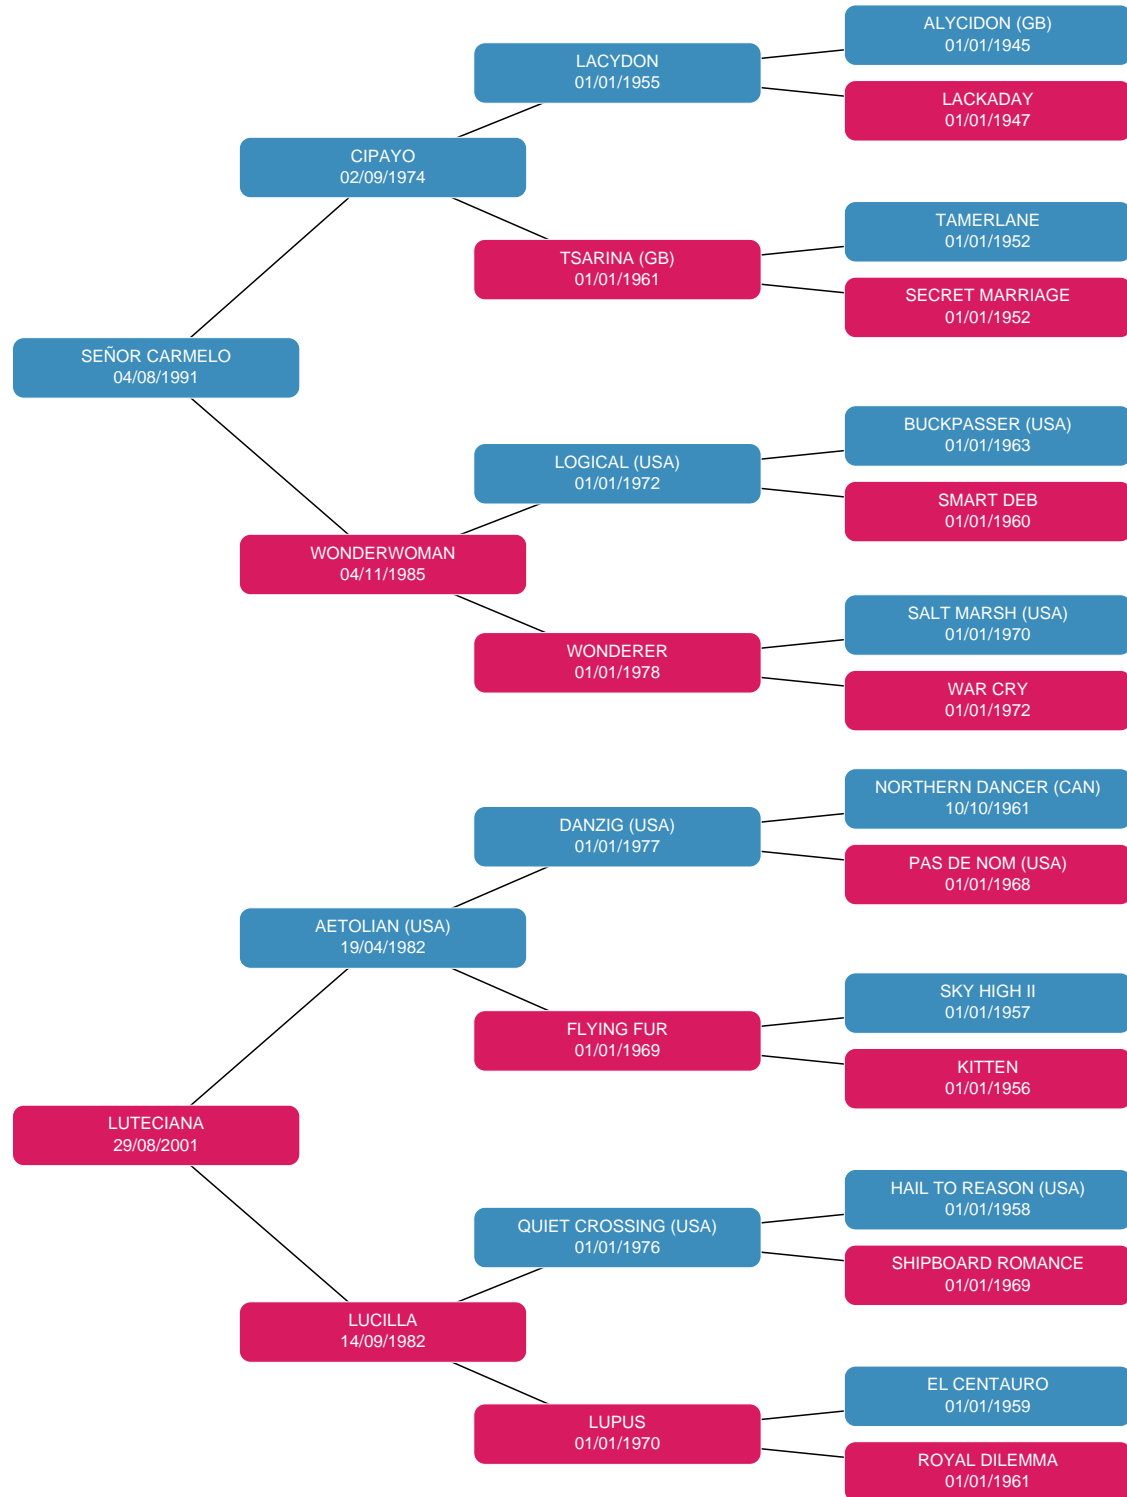 ALYCIDON (GB)
01/01/1945
LACYDON
01/01/1955
LACKADAY
01/01/1947
CIPAYO
02/09/1974
TAMERLANE
01/01/1952
TSARINA (GB)
01/01/1961
SECRET MARRIAGE
01/01/1952
SEÑOR CARMELO
04/08/1991
BUCKPASSER (USA)
01/01/1963
LOGICAL (USA)
01/01/1972
SMART DEB
01/01/1960
WONDERWOMAN
04/11/1985
SALT MARSH (USA)
01/01/1970
WONDERER
01/01/1978
WAR CRY
01/01/1972
NORTHERN DANCER (CAN)
10/10/1961
DANZIG (USA)
01/01/1977
PAS DE NOM (USA)
01/01/1968
AETOLIAN (USA)
19/04/1982
SKY HIGH II
01/01/1957
FLYING FUR
01/01/1969
KITTEN
01/01/1956
LUTECIANA
29/08/2001
HAIL TO REASON (USA)
01/01/1958
QUIET CROSSING (USA)
01/01/1976
SHIPBOARD ROMANCE
01/01/1969
LUCILLA
14/09/1982
EL CENTAURO
01/01/1959
LUPUS
01/01/1970
ROYAL DILEMMA
01/01/1961